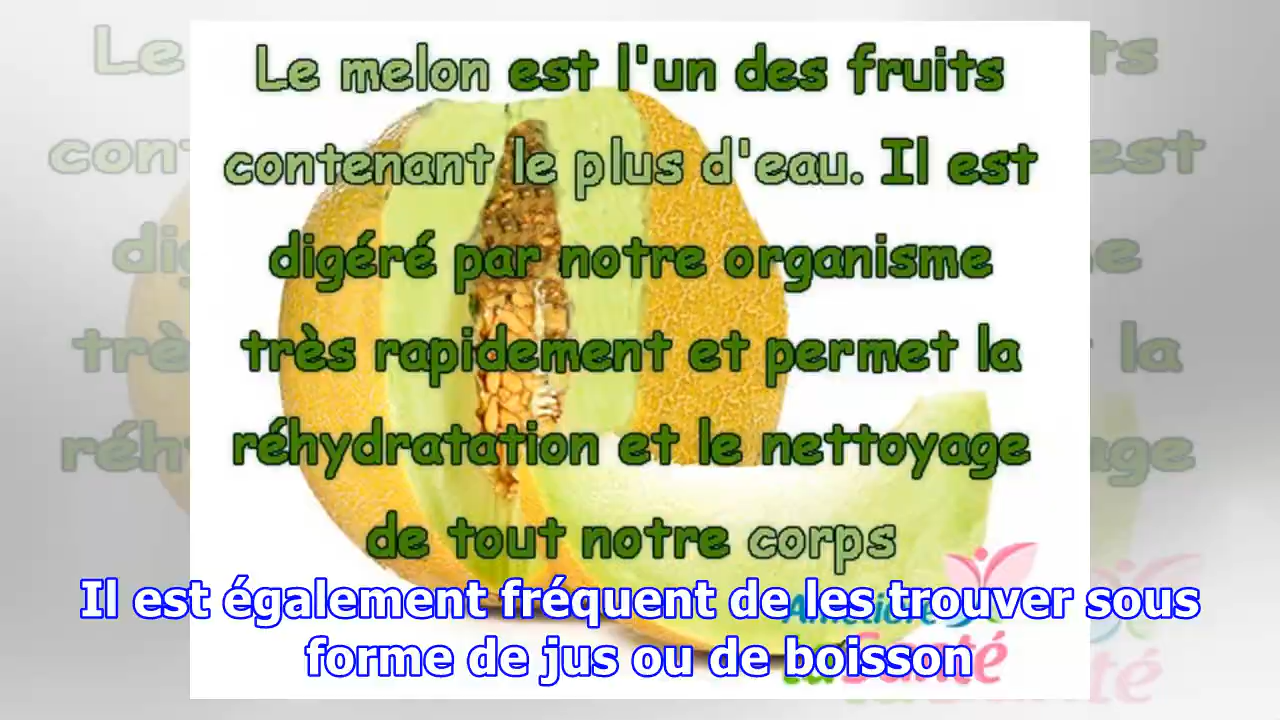 Le melon est l'un des fruits
contenant le plus d'eau. Il est
digéré par notre organisme
très rapidement et permet la
réhydratation et le nettoyage
de tout notre corps
Il est également fréquent de les trouver sous
forme de jus ou de boisson
Santé